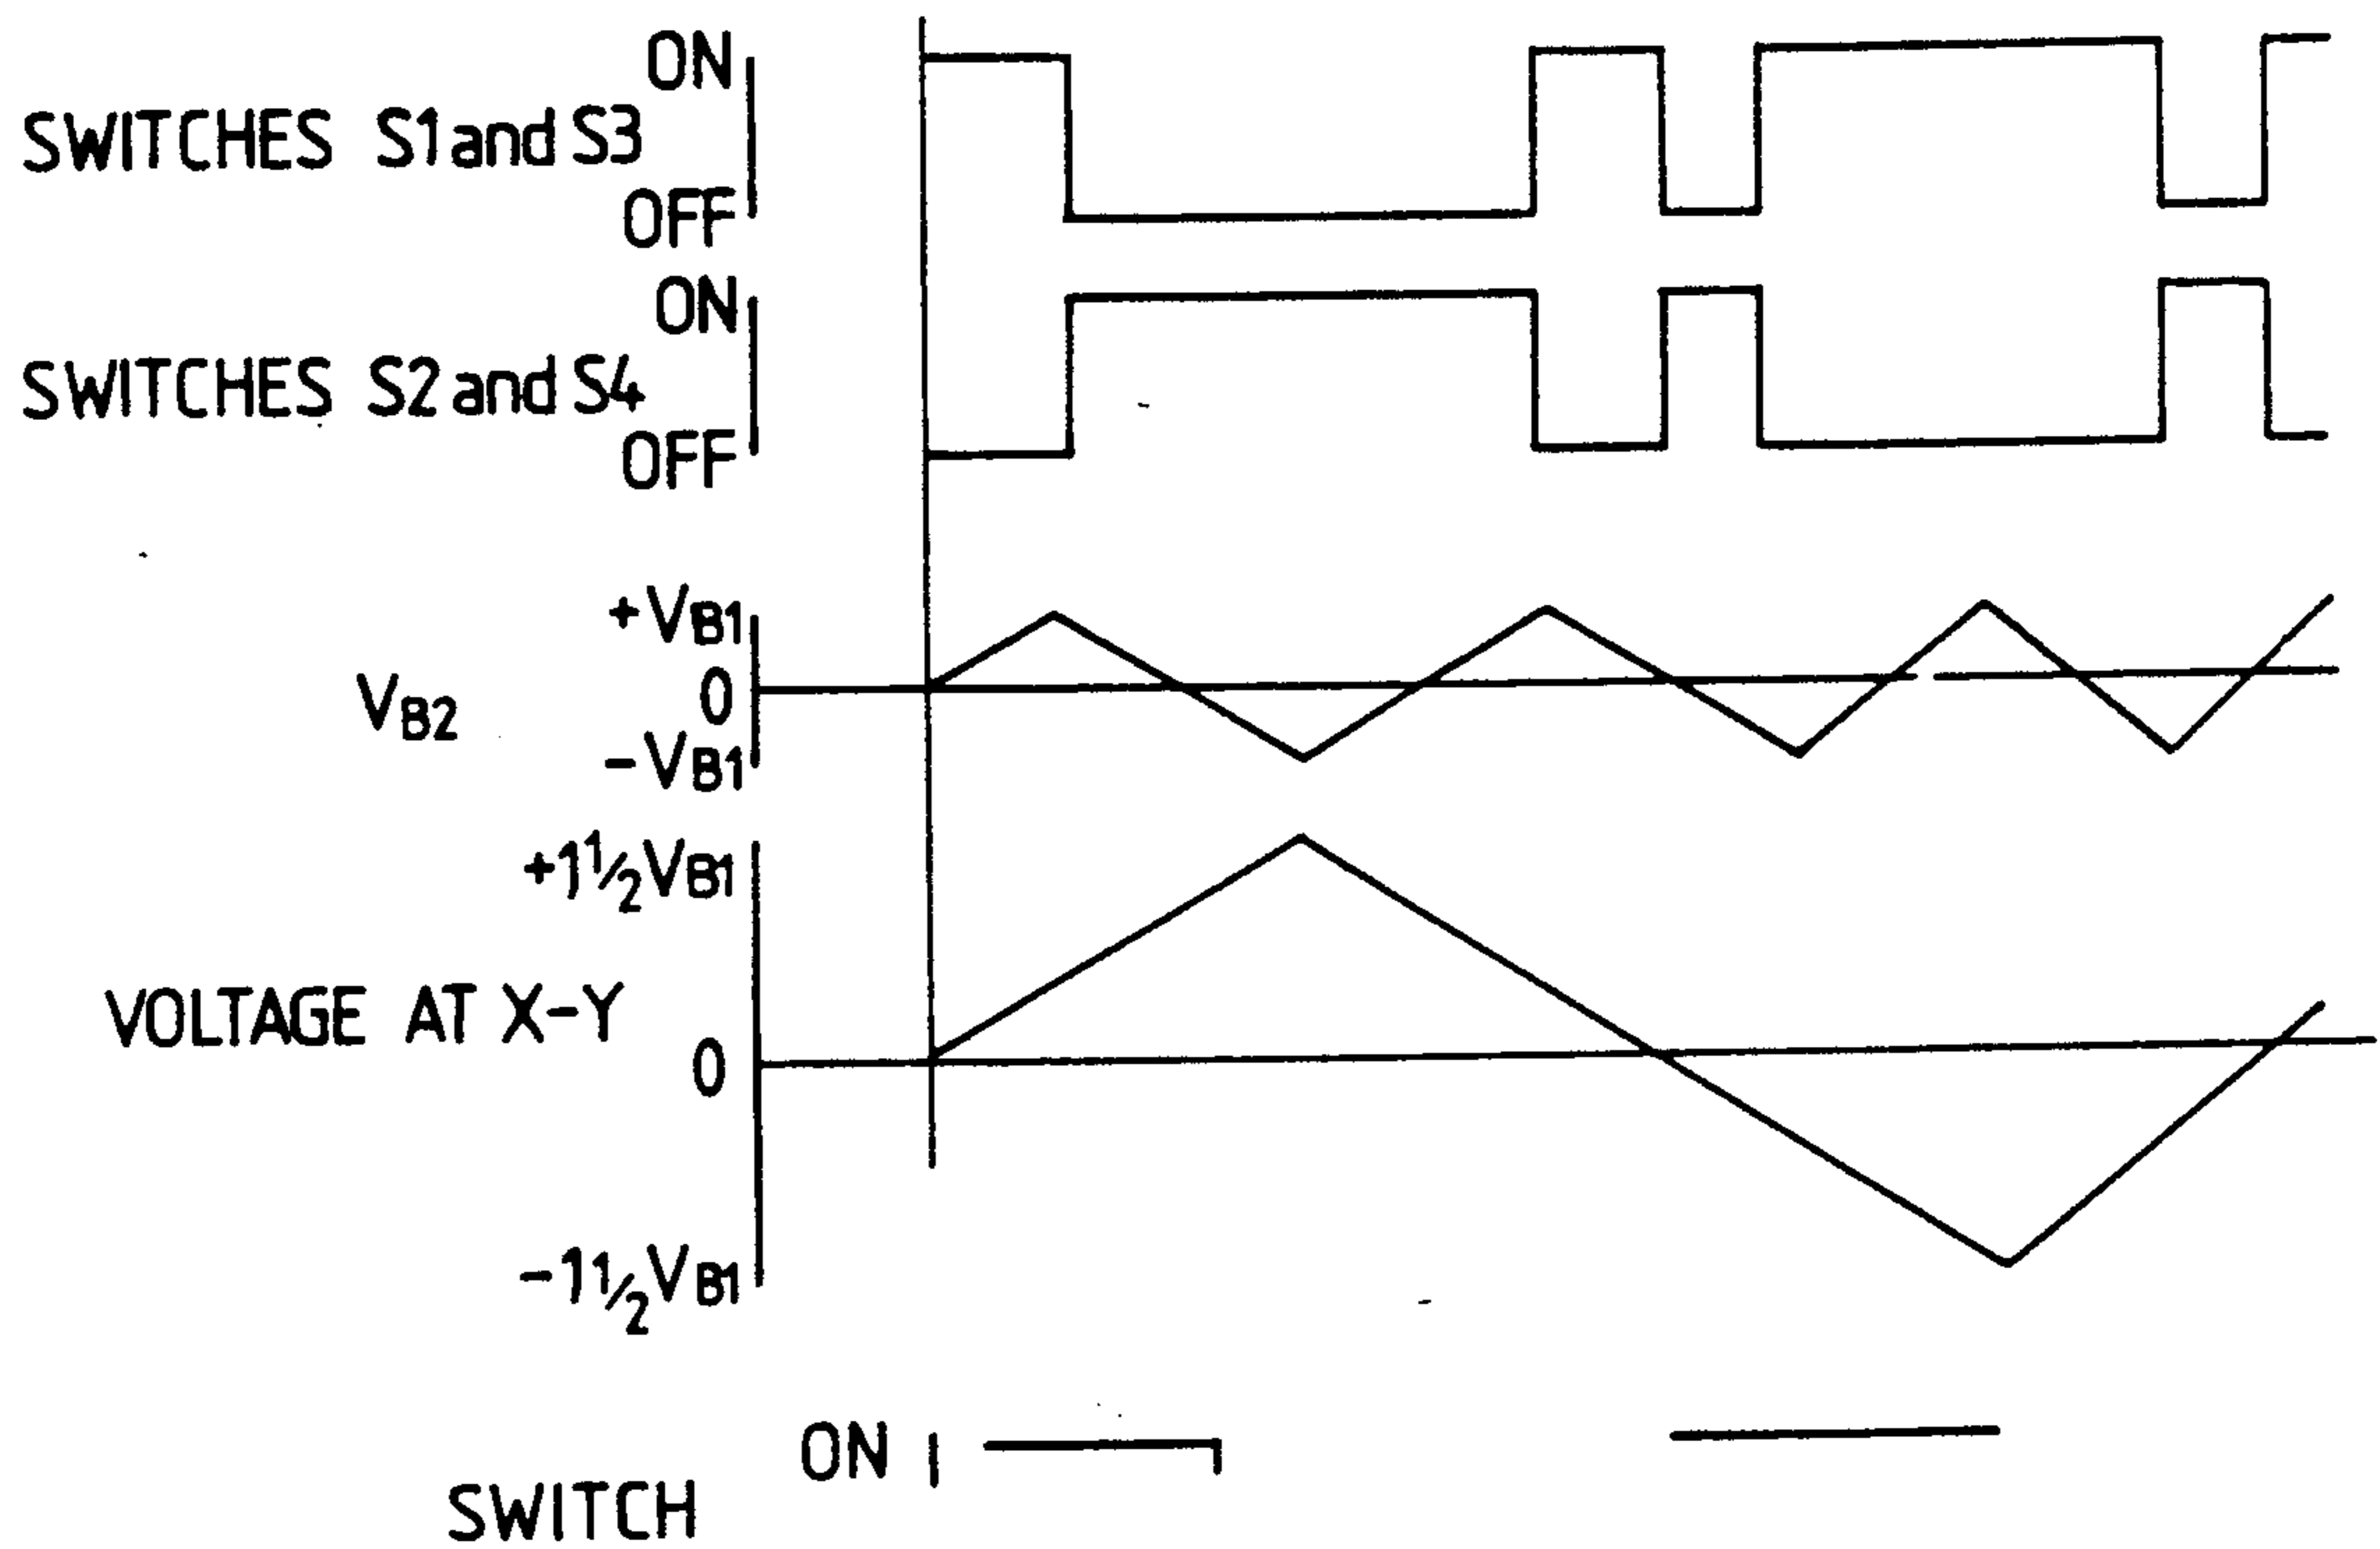 ON
SWITCHES S1 and S3
OFF
ON
SWITCHES S2 and S4
OFF
+VB1
0
VB2
-VB1
+1½VB1
VOLTAGE AT X-Y
0
-1½VB1
ON
SWITCH